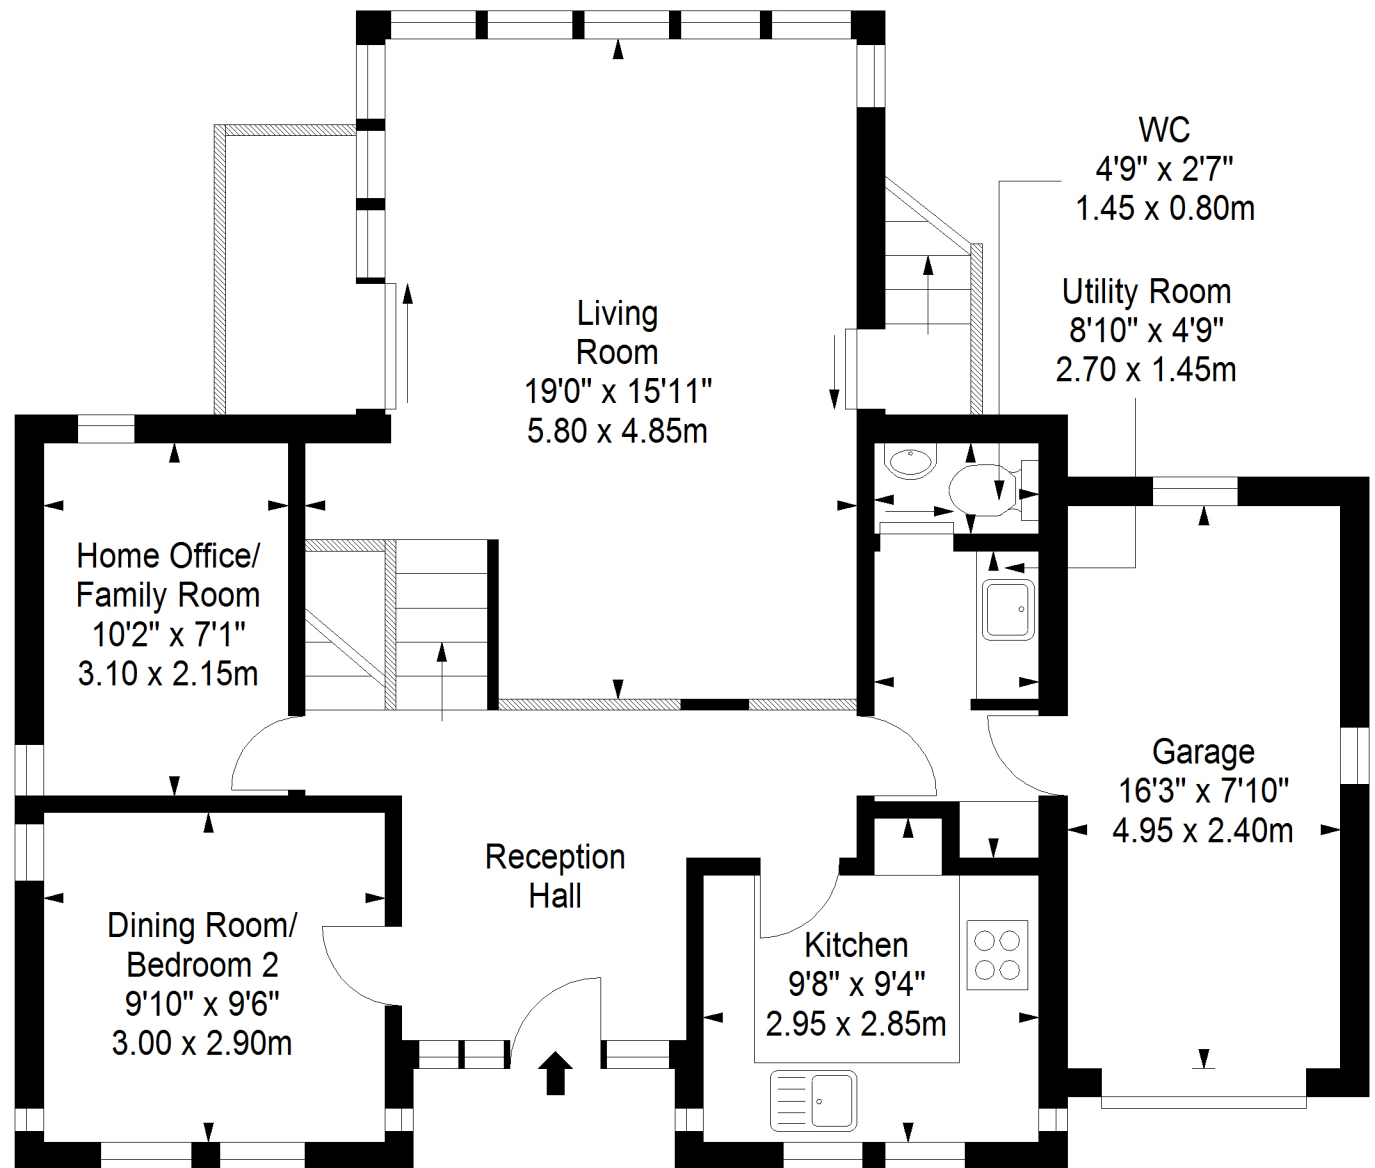 WC
4'9" x 2'7"
1.45 x 0.80m
Utility Room
8'10" x 4'9"
2.70 x 1.45m
Living
Room
19'0" x 15'11"
5.80 x 4.85m
Home Office/
Family Room
10'2" x 7'1"
3.10 x 2.15m
Garage
16'3" x 7'10"
4.95 x 2.40m
Reception
Hall
Dining Room/
Bedroom 2
9'10" x 9'6"
3.00 x 2.90m
Kitchen
9'8" x 9'4"
2.95 x 2.85m